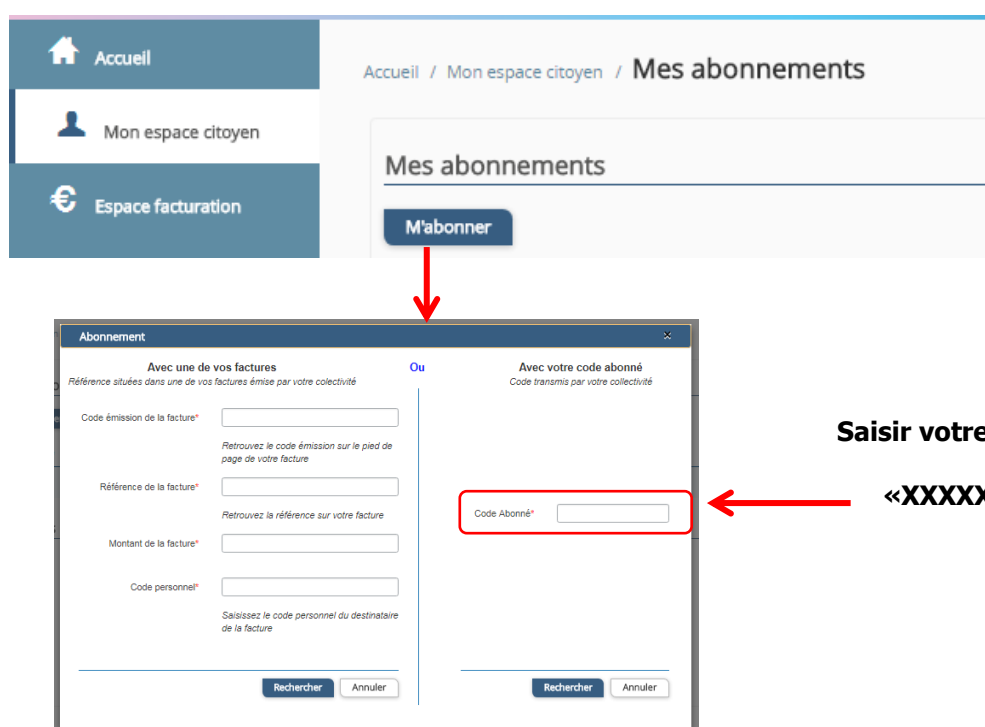 Accueil
Mon espace citoyen
Espace facturation
Accueil / Mon espace citoyen / Mes abonnements
Mes abonnements
M'abonner
Abonnement
Avec une de vos factures
Référence situées dans une de vos factures émise par votre colectivité
Code émission de la facture*
Retrouvez le code émission sur le pied de
page de votre facture
Référence de la facture*
Retrouvez la référence sur votre facture
Montant de la facture*
Code personnel*
Saisissez le code personnel du destinataire
de la facture
Rechercher Annuler
Ou
Avec votre code abonné
Code transmis par votre collectivité
Code Abonné*
Rechercher Annuler
Saisir votre
«XXXXX